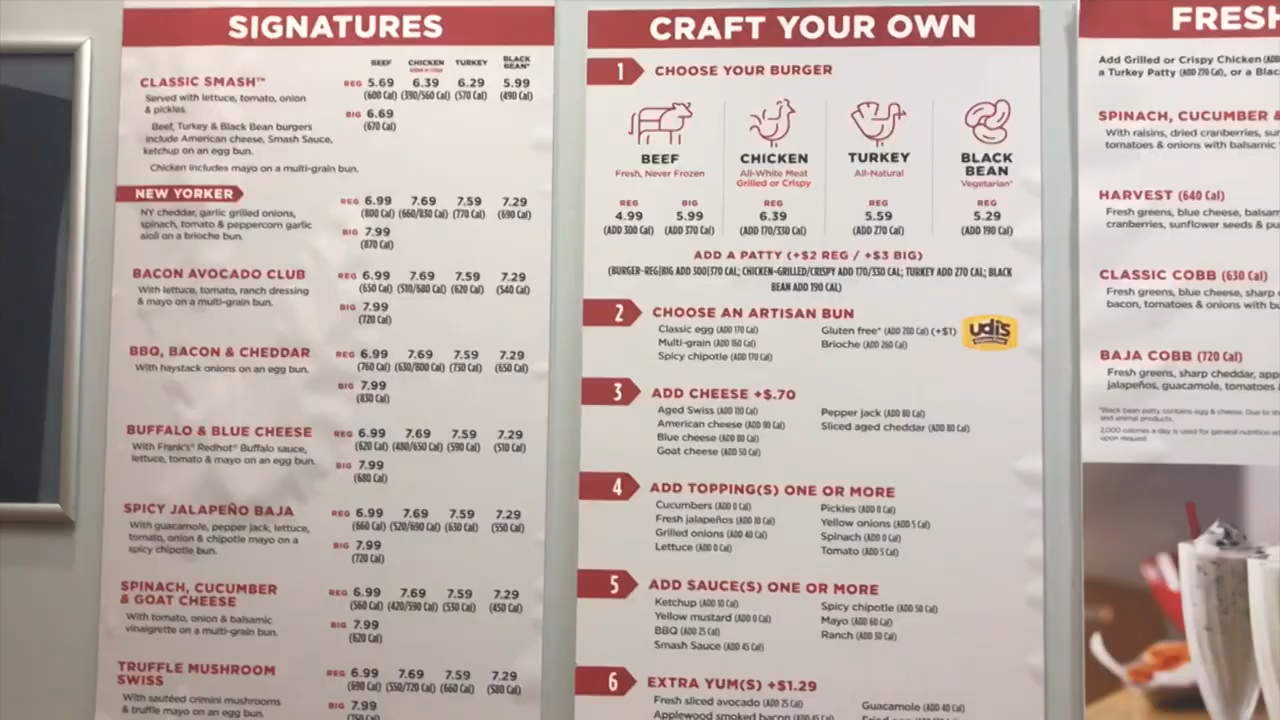 SIGNATURES
BEEF CHICKEN TURKEY BLACK BEAN*
CLASSIC SMASH™ REG 5.69 6.39 6.29 5.99
Served with lettuce, tomato, onion (600 Cal) (390/560 Cal) (570 Cal) (490 Cal)
& pickles. BIG 6.69
(670 Cal)
Beef, Turkey & Black Bean burgers
include American cheese, Smash Sauce,
ketchup on an egg bun.
Chicken includes mayo on a multi-grain bun.
NEW YORKER REG 6.99 7.69 7.59 7.29
NY cheddar, garlic grilled onions, (800 Cal) (660/830 Cal) (770 Cal) (690 Cal)
spinach, tomato & peppercorn garlic BIG 7.99
aioli on a brioche bun. (870 Cal)
BACON AVOCADO CLUB REG 6.99 7.69 7.59 7.29
With lettuce, tomato, ranch dressing (650 Cal) (510/680 Cal) (620 Cal) (540 Cal)
& mayo on a multi-grain bun. BIG 7.99
(720 Cal)
BBQ, BACON & CHEDDAR REG 6.99 7.69 7.59 7.29
With haystack onions on an egg bun. (760 Cal) (630/800 Cal) (730 Cal) (650 Cal)
BIG 7.99
(830 Cal)
BUFFALO & BLUE CHEESE REG 6.99 7.69 7.59 7.29
With Frank's® Redhot® Buffalo sauce, (620 Cal) (480/650 Cal) (590 Cal) (510 Cal)
lettuce, tomato & mayo on an egg bun. BIG 7.99
(680 Cal)
SPICY JALAPEÑO BAJA REG 6.99 7.69 7.59 7.29
With guacamole, pepper jack, lettuce, (660 Cal) (520/690 Cal) (630 Cal) (550 Cal)
tomato, onion & chipotle mayo on a BIG 7.99
spicy chipotle bun. (720 Cal)
SPINACH, CUCUMBER REG 6.99 7.69 7.59 7.29
& GOAT CHEESE (560 Cal) (420/590 Cal) (530 Cal) (450 Cal)
With tomato, onion & balsamic BIG 7.99
vinaigrette on a multi-grain bun. (620 Cal)
TRUFFLE MUSHROOM REG 6.99 7.69 7.59 7.29
SWISS (690 Cal) (550/720 Cal) (660 Cal) (580 Cal)
With sautéed crimini mushrooms BIG 7.99
& truffle mayo on an egg bun.
CRAFT YOUR OWN
1 CHOOSE YOUR BURGER
BEEF CHICKEN TURKEY BLACK BEAN
Fresh, Never Frozen All-White Meat All-Natural Vegetarian*
Grilled or Crispy
REG BIG REG REG REG
4.99 5.99 6.39 5.59 5.29
(ADD 300 Cal) (ADD 370 Cal) (ADD 170/330 Cal) (ADD 270 Cal) (ADD 190 Cal)
ADD A PATTY (+$2 REG / +$3 BIG)
(BURGER-REG|BIG ADD 300|370 CAL; CHICKEN-GRILLED/CRISPY ADD 170/330 CAL; TURKEY ADD 270 CAL; BLACK
BEAN ADD 190 CAL)
2 CHOOSE AN ARTISAN BUN
Classic egg (ADD 170 Cal) Gluten free* (ADD 280 Cal) (+$1) udi's
Multi-grain (ADD 160 Cal) Brioche (ADD 260 Cal)
Spicy chipotle (ADD 170 Cal)
3 ADD CHEESE +$.70
Aged Swiss (ADD 110 Cal) Pepper jack (ADD 80 Cal)
American cheese (ADD 90 Cal) Sliced aged cheddar (ADD 80 Cal)
Blue cheese (ADD 80 Cal)
Goat cheese (ADD 50 Cal)
4 ADD TOPPING(S) ONE OR MORE
Cucumbers (ADD 0 Cal) Pickles (ADD 0 Cal)
Fresh jalapeños (ADD 10 Cal) Yellow onions (ADD 5 Cal)
Grilled onions (ADD 40 Cal) Spinach (ADD 0 Cal)
Lettuce (ADD 0 Cal) Tomato (ADD 5 Cal)
5 ADD SAUCE(S) ONE OR MORE
Ketchup (ADD 10 Cal) Spicy chipotle (ADD 50 Cal)
Yellow mustard (ADD 0 Cal) Mayo (ADD 60 Cal)
BBQ (ADD 25 Cal) Ranch (ADD 50 Cal)
Smash Sauce (ADD 45 Cal)
6 EXTRA YUM(S) +$1.29
Fresh sliced avocado (ADD 25 Cal) Guacamole (ADD 40 Cal)
Applewood smoked bacon (ADD 45 Cal)
FRESH
Add Grilled or Crispy Chicken
a Turkey Patty (ADD 270 Cal), or a
SPINACH, CUCUMBER &
With raisins, dried cranberries,
tomatoes & onions with balsamic
HARVEST (640 Cal)
Fresh greens, blue cheese,
cranberries, sunflower seeds &
CLASSIC COBB (630 Cal)
Fresh greens, blue cheese, sharp
bacon, tomatoes & onions with
BAJA COBB (720 Cal)
Fresh greens, sharp cheddar,
jalapeños, guacamole, tomatoes
*Black bean patty contains egg & cheese. Due to
and animal products.
2,000 calories a day is used for general nutrition
upon request.